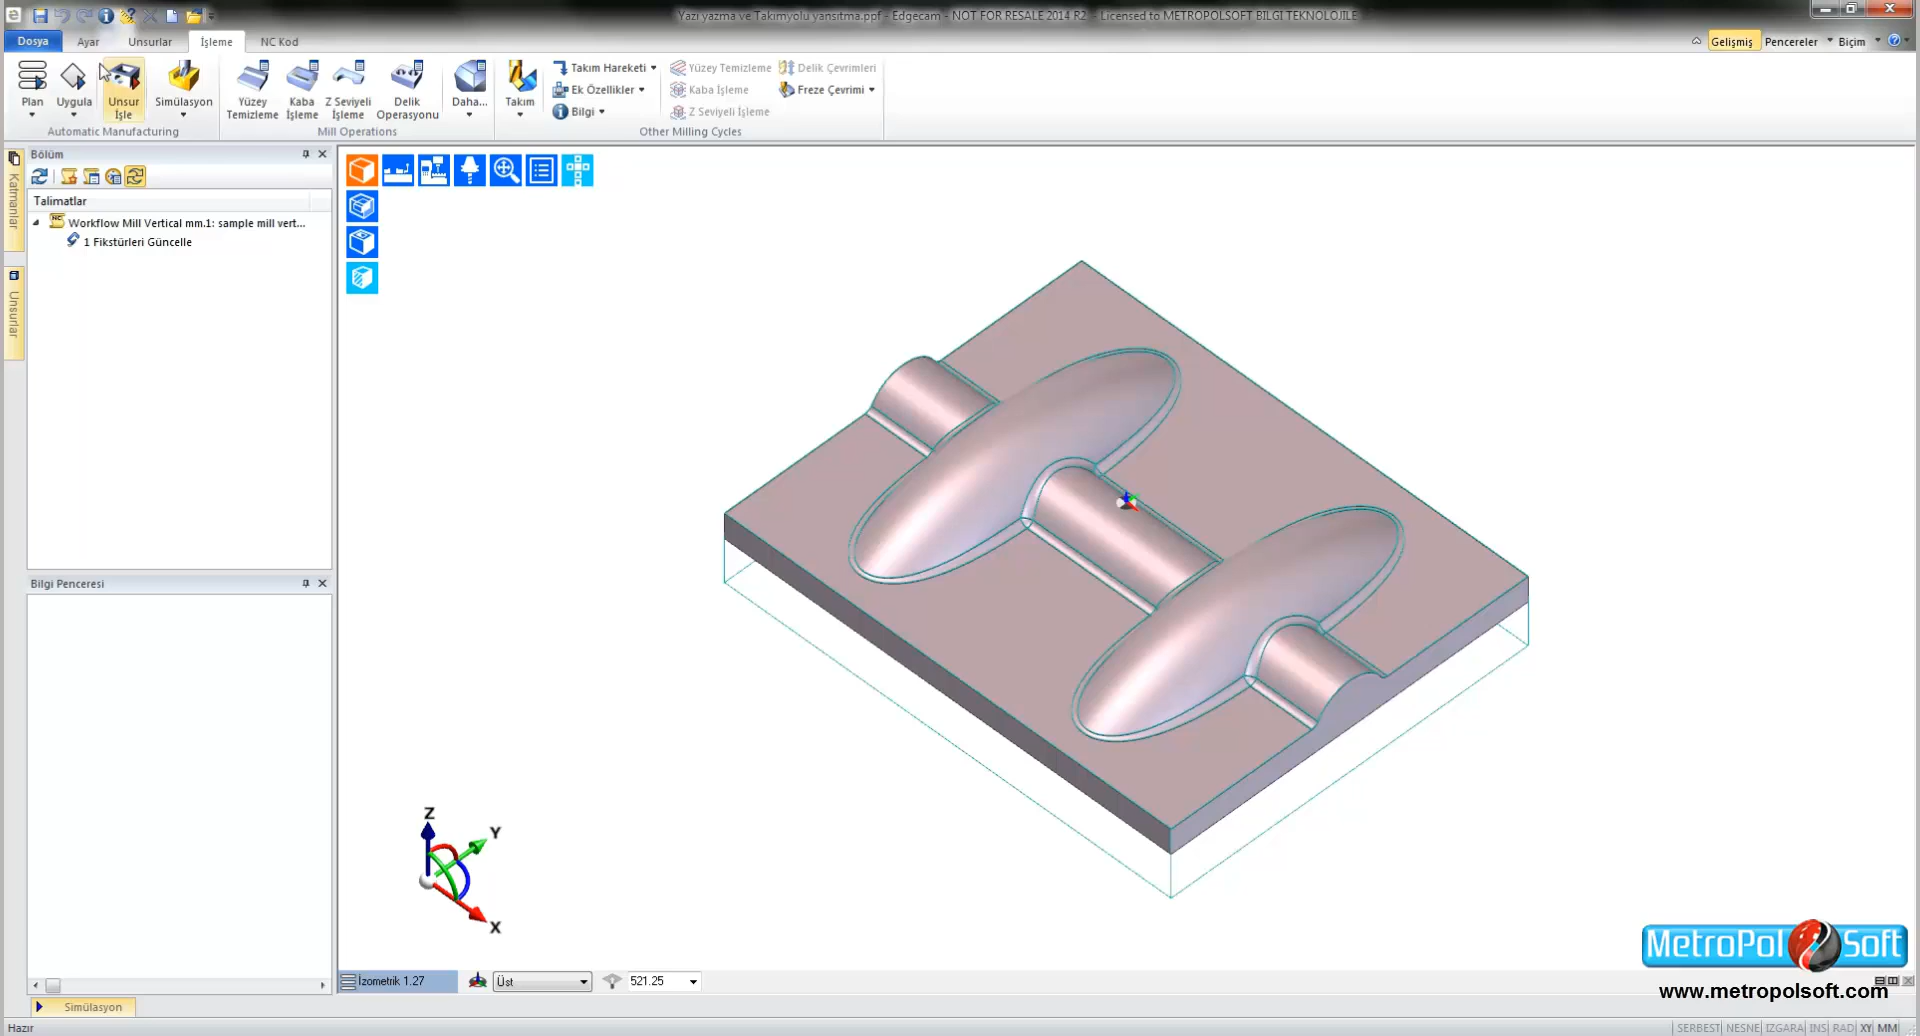 Yazı yazma ve Takımyolu yansıtma.ppf - Edgecam - NOT FOR RESALE 2014 R2 - Licensed to METROPOLSOFT BILGI TEKNOLOJILE
Dosya Ayar Unsurlar İşleme NC Kod Gelişmiş Pencereler Biçim
Plan Uygula Unsur İşle Simülasyon
Yüzey Temizleme Kaba İşleme Z Seviyeli İşleme Delik Operasyonu Daha... Takım
Takım Hareketi Yüzey Temizleme Delik Çevrimleri
Ek Özellikler Kaba İşleme Freze Çevrimi
Bilgi Z Seviyeli İşleme
Automatic Manufacturing Mill Operations Other Milling Cycles
Katmanlar
Unsurlar
Bölüm
Talimatlar
Workflow Mill Vertical mm.1: sample mill vert...
1 Fikstürleri Güncelle
Bilgi Penceresi
Z
Y
X
MetroPol Soft
www.metropolsoft.com
İzometrik 1.27 Üst 521.25
Simülasyon
Hazır SERBEST NESNE IZGARA INS RAD XY MM